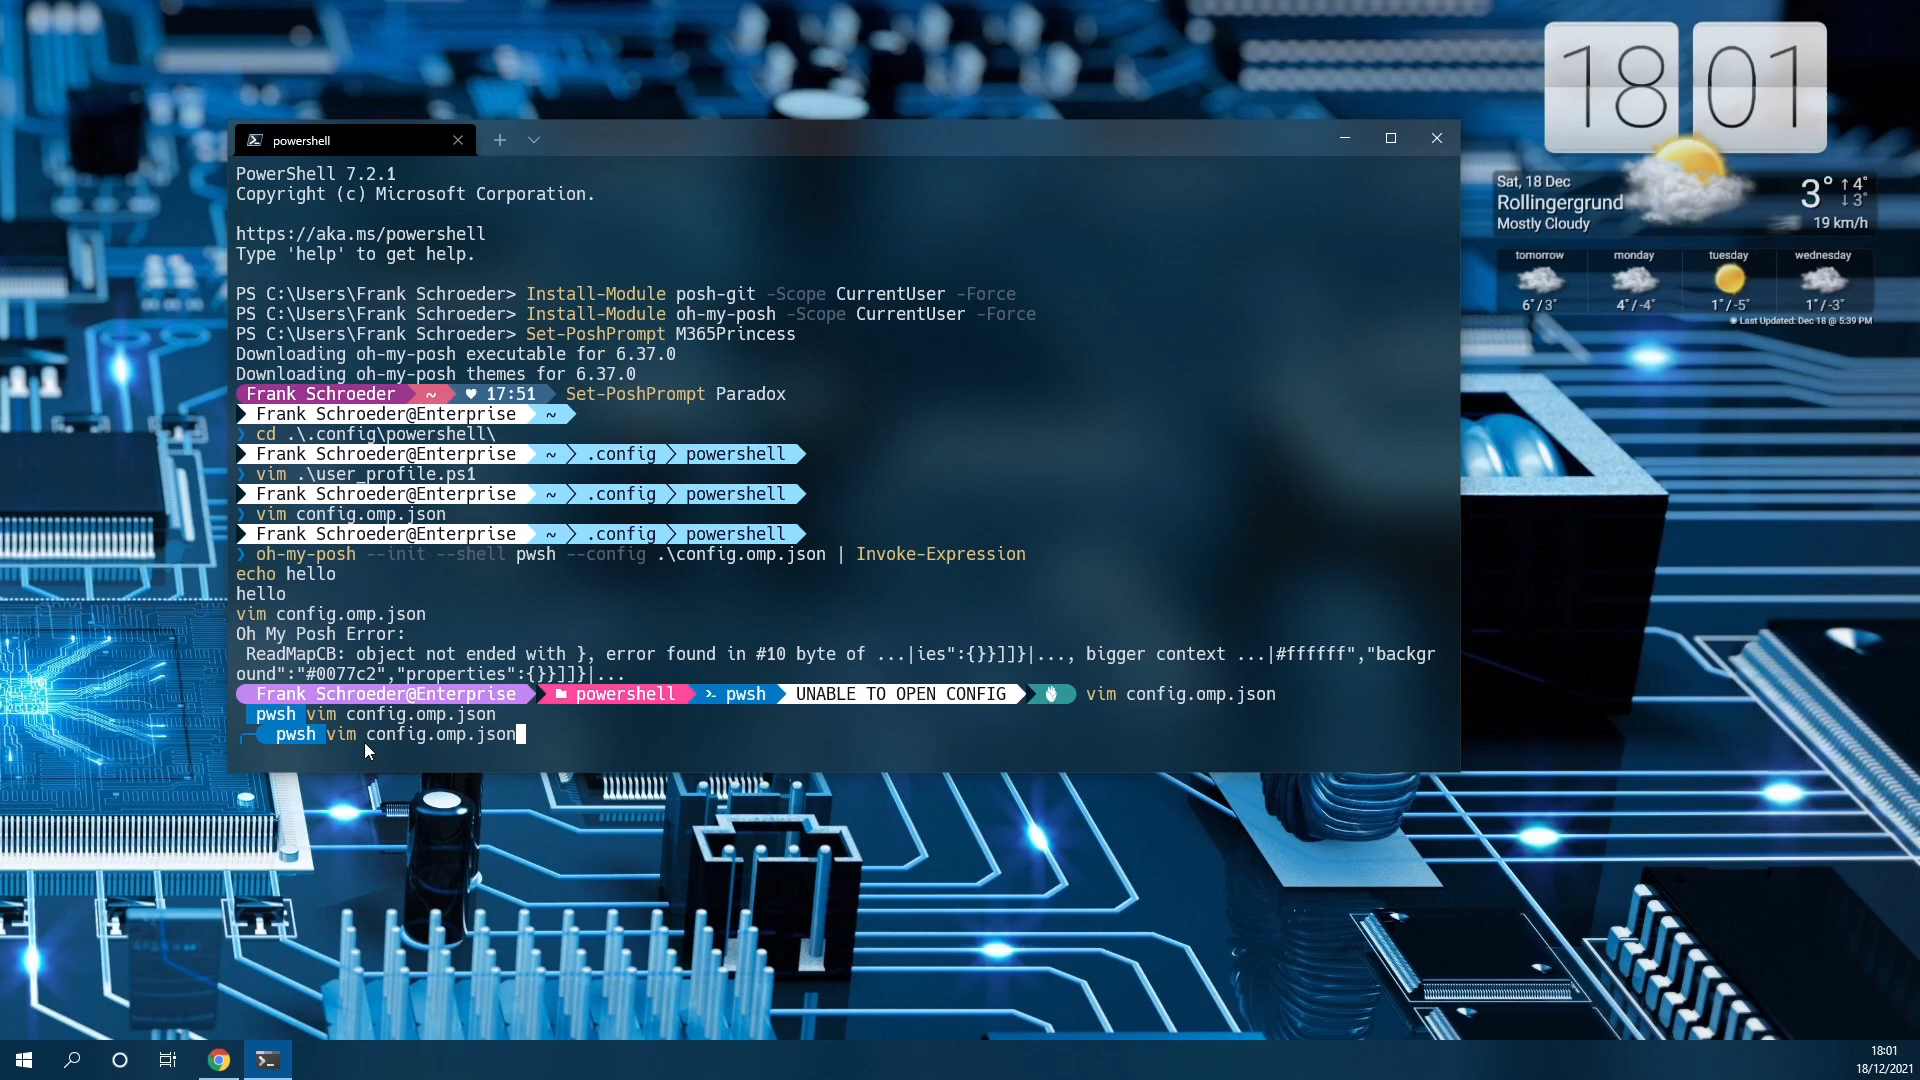 18 01
powershell
PowerShell 7.2.1
Copyright (c) Microsoft Corporation.
https://aka.ms/powershell
Type 'help' to get help.
PS C:\Users\Frank Schroeder> Install-Module posh-git -Scope CurrentUser -Force
PS C:\Users\Frank Schroeder> Install-Module oh-my-posh -Scope CurrentUser -Force
PS C:\Users\Frank Schroeder> Set-PoshPrompt M365Princess
Downloading oh-my-posh executable for 6.37.0
Downloading oh-my-posh themes for 6.37.0
Frank Schroeder ~ ♥ 17:51 Set-PoshPrompt Paradox
Frank Schroeder@Enterprise ~
❯ cd .\.config\powershell\
Frank Schroeder@Enterprise ~ .config powershell
❯ vim .\user_profile.ps1
Frank Schroeder@Enterprise ~ .config powershell
❯ vim config.omp.json
Frank Schroeder@Enterprise ~ .config powershell
❯ oh-my-posh --init --shell pwsh --config .\config.omp.json | Invoke-Expression
echo hello
hello
vim config.omp.json
Oh My Posh Error:
ReadMapCB: object not ended with }, error found in #10 byte of ...|ies":{}}]]}|..., bigger context ...|#ffffff","backgr
ound":"#0077c2","properties":{}}]]}|...
Frank Schroeder@Enterprise powershell pwsh UNABLE TO OPEN CONFIG vim config.omp.json
pwsh vim config.omp.json
pwsh vim config.omp.json
Sat, 18 Dec
Rollingergrund
Mostly Cloudy
3° ↑ 4°
↓ 3°
19 km/h
tomorrow monday tuesday wednesday
6°/3° 4°/-4° 1°/-5° 1°/-3°
Last Updated: Dec 18 @ 5:39 PM
18:01
18/12/2021